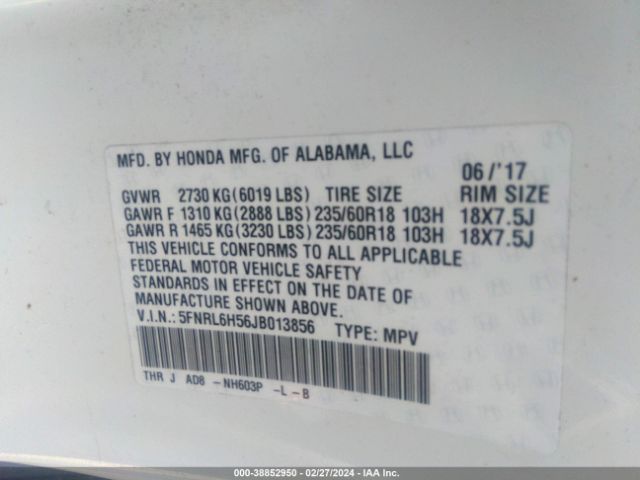 MFD. BY HONDA MFG. OF ALABAMA, LLC 06/'17
GVWR 2730 KG(6019 LBS) TIRE SIZE RIM SIZE
GAWR F 1310 KG(2888 LBS) 235/60R18 103H 18X7.5J
GAWR R 1465 KG(3230 LBS) 235/60R18 103H 18X7.5J
THIS VEHICLE CONFORMS TO ALL APPLICABLE
FEDERAL MOTOR VEHICLE SAFETY
STANDARDS IN EFFECT ON THE DATE OF
MANUFACTURE SHOWN ABOVE.
V.I.N.: 5FNRL6H56JB013856 TYPE: MPV
THR J AD8 -NH603P -L-B
000-38852950 - 02/27/2024 - IAA Inc.